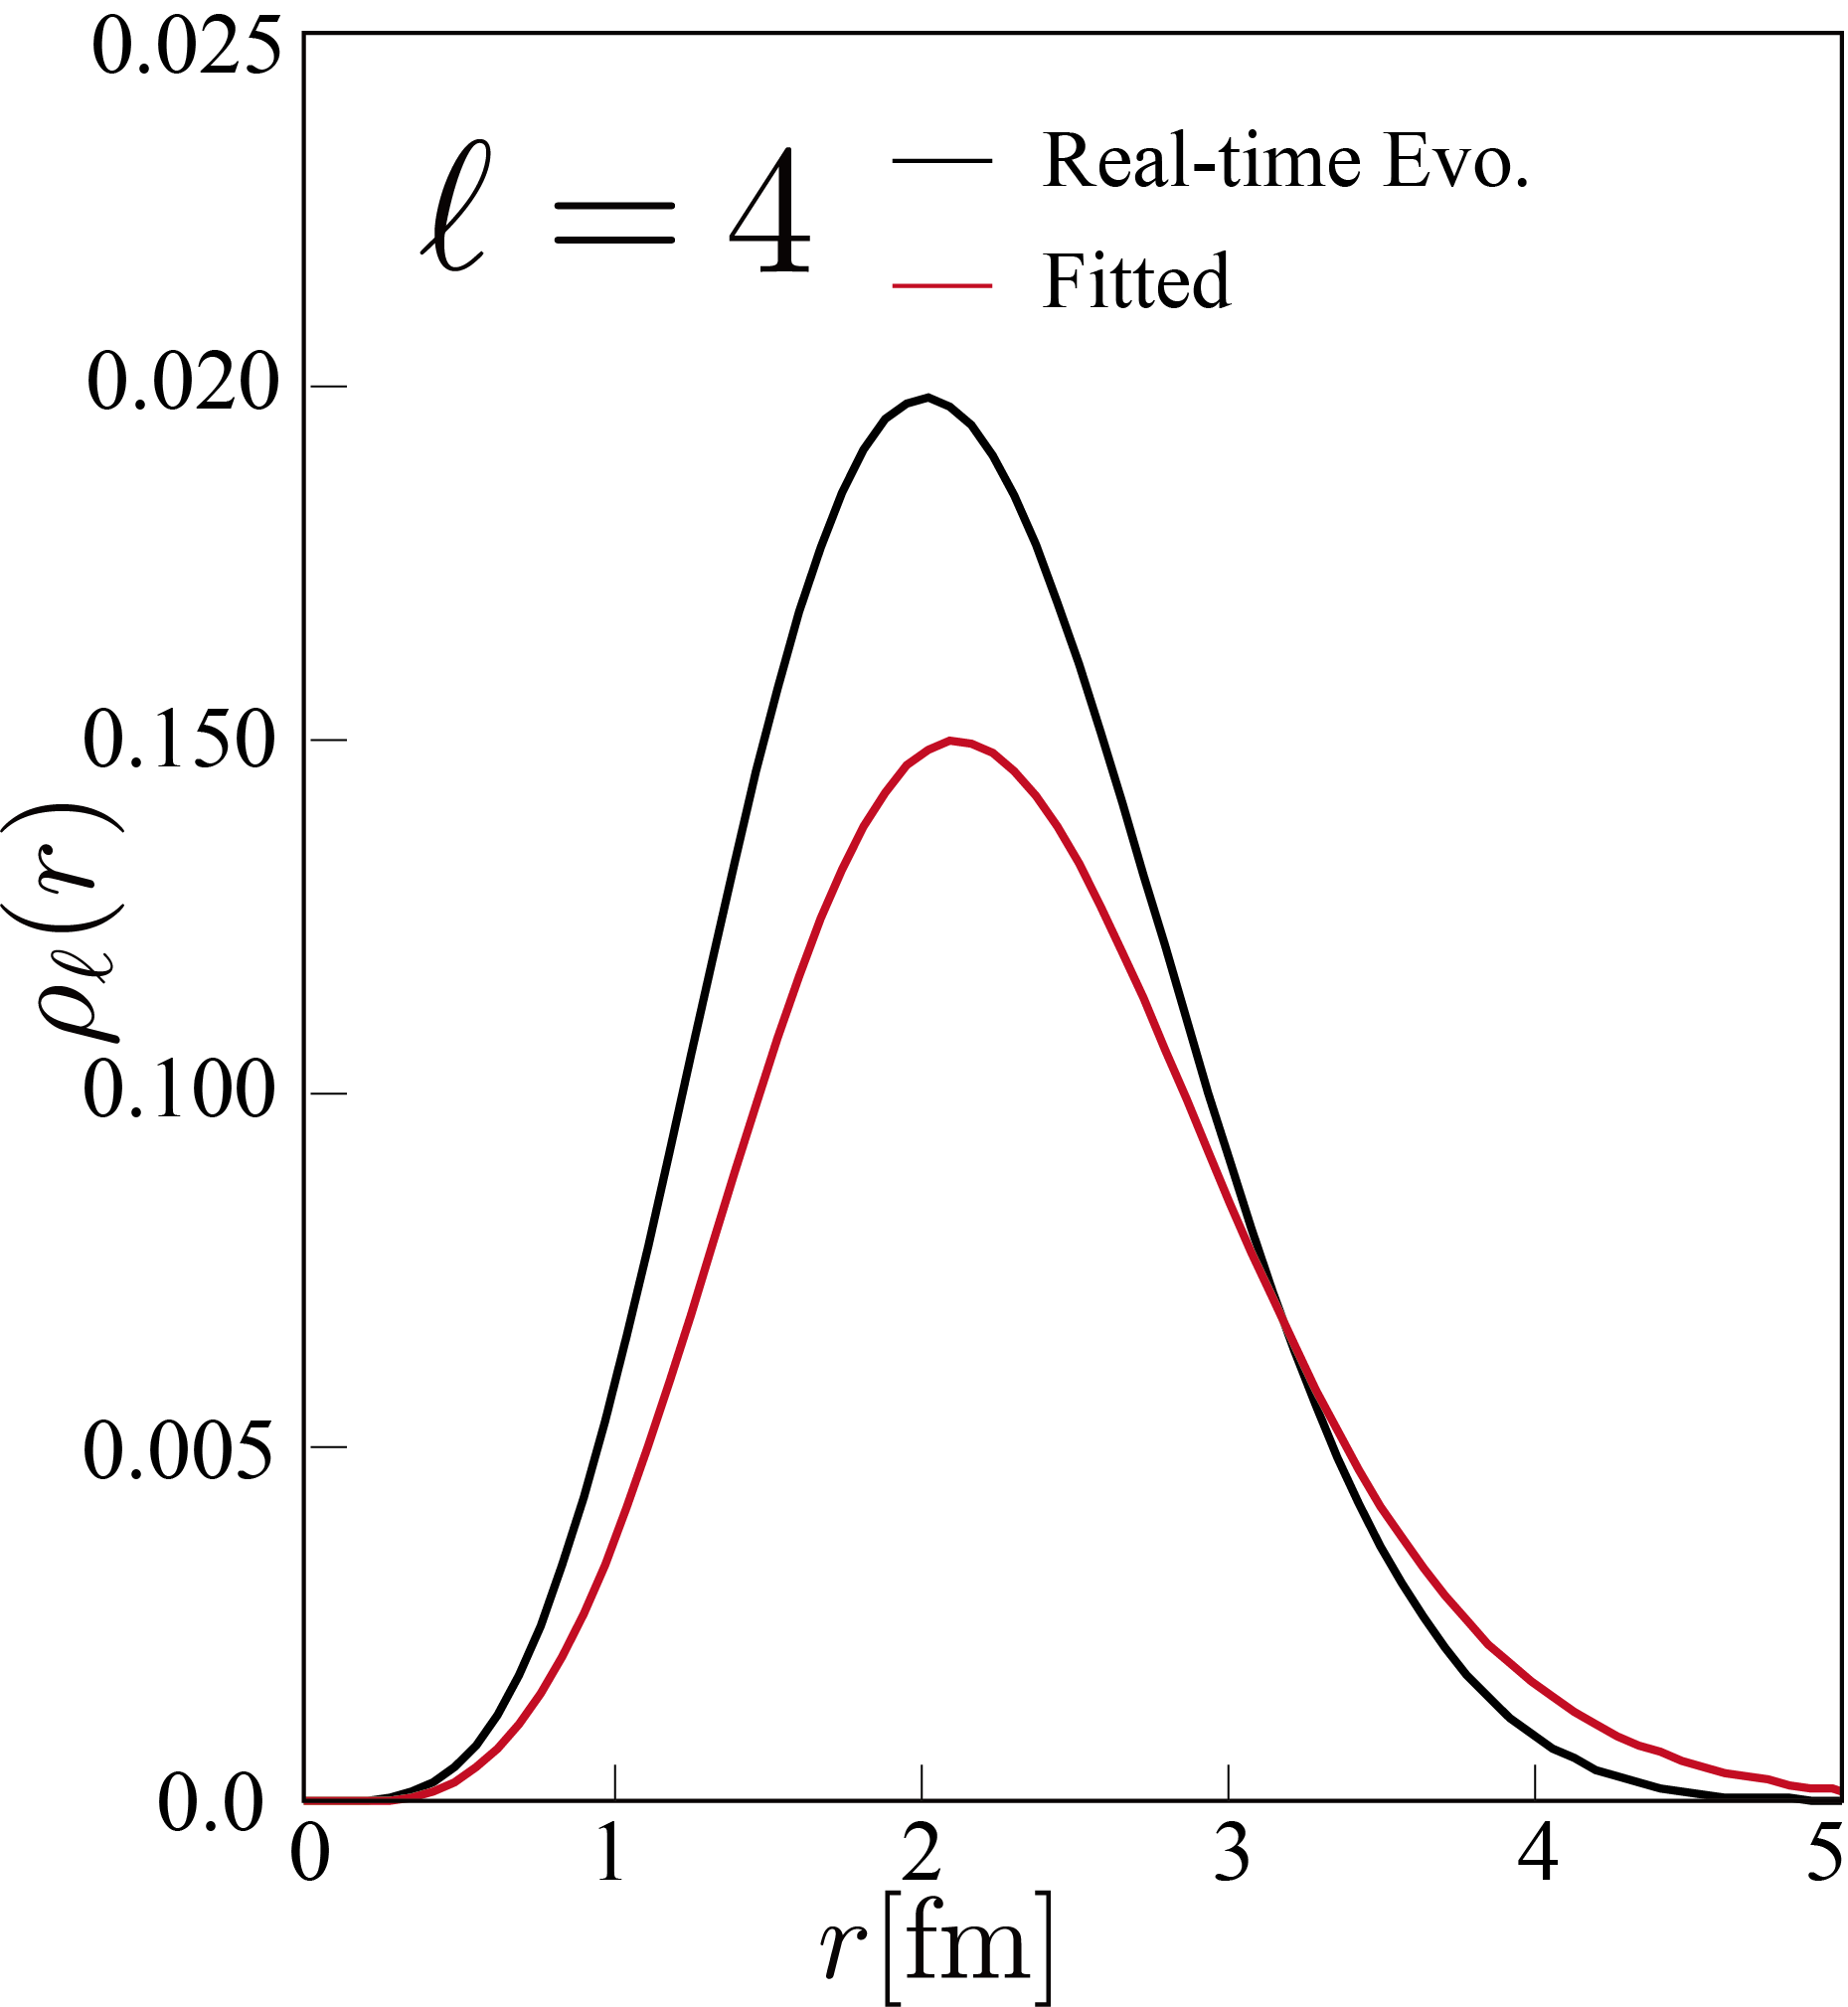 0.025
ℓ = 4
Real-time Evo.
Fitted
0.020
0.150
ρℓ(r)
0.100
0.005
0.0
0 1 2 3 4 5
r[fm]